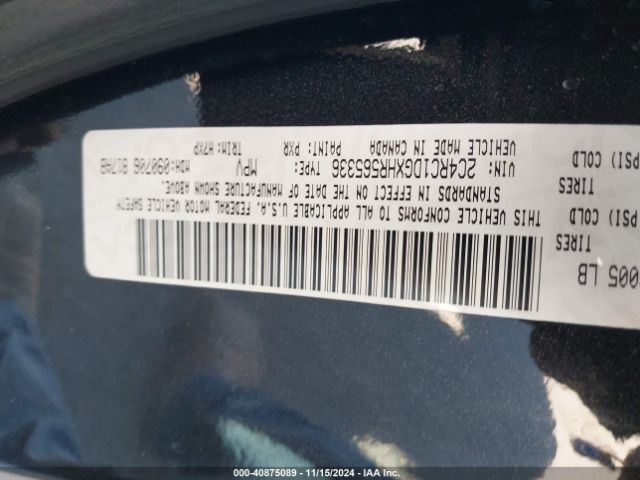 005 LB
TIRES
(PSI) COLD
TIRES
(PSI) COLD
THIS VEHICLE CONFORMS TO ALL APPLICABLE U.S.A. FEDERAL MOTOR VEHICLE SAFETY
STANDARDS IN EFFECT ON THE DATE OF MANUFACTURE SHOWN ABOVE.
VIN: 2C4RC1DGXHR565336 TYPE: MPV MDH:090706 817AB
VEHICLE MADE IN CANADA PAINT: PXR TRIM: H7XP
000-40875089 - 11/15/2024 - IAA Inc.